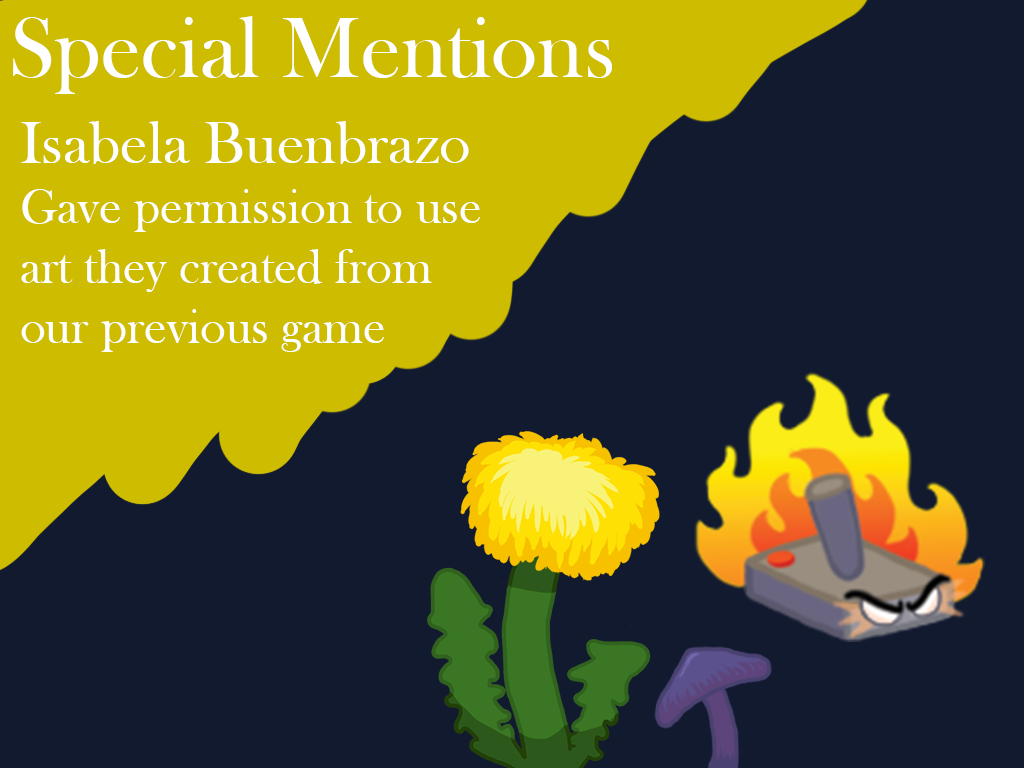 Special Mentions
Isabela Buenbrazo
Gave permission to use
art they created from
our previous game